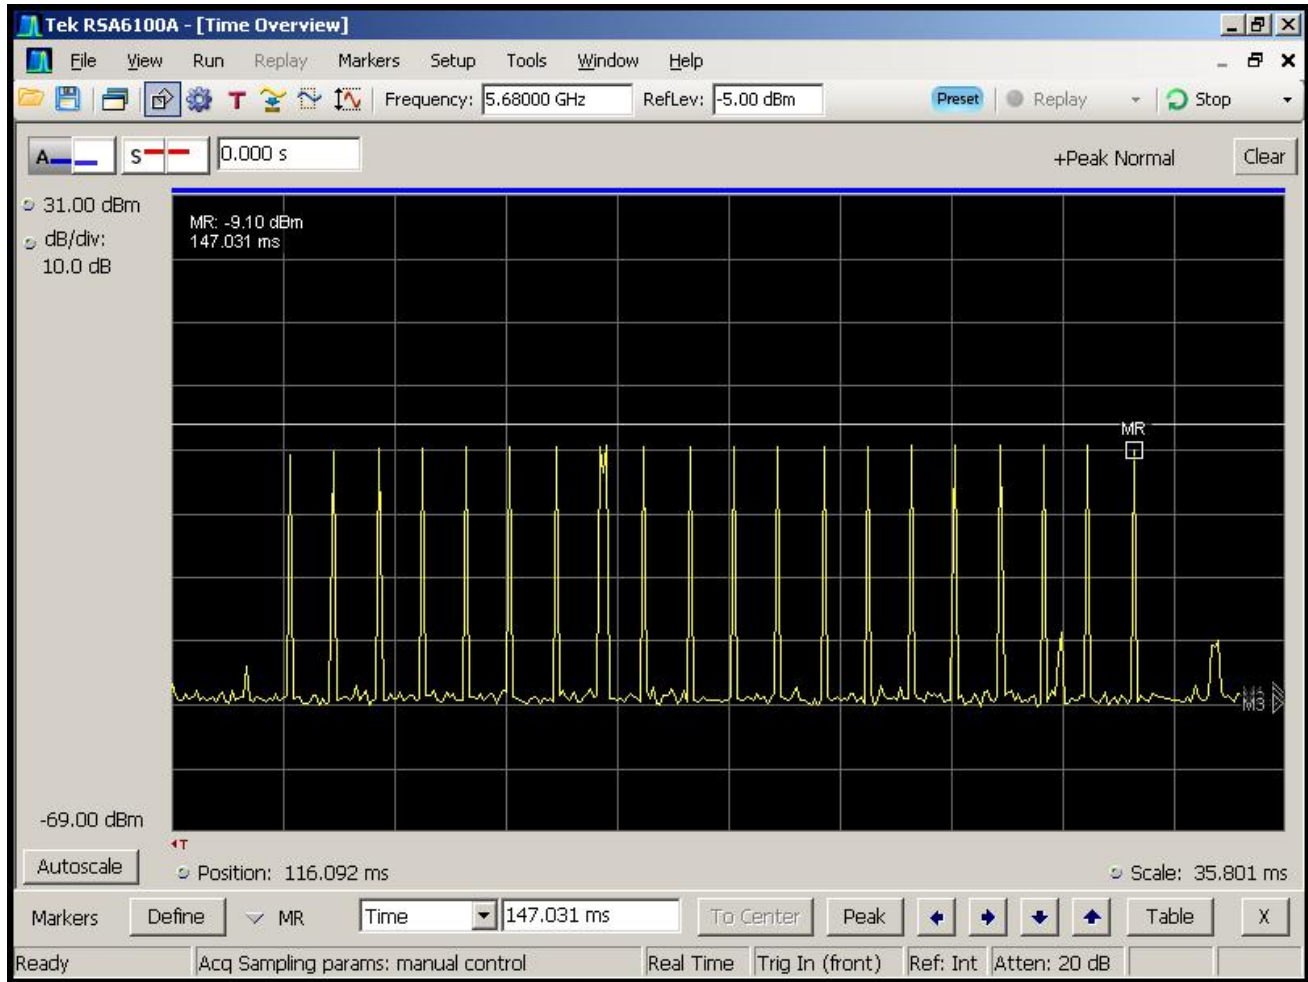 Tek RSA6100A - [Time Overview]
File View Run Replay Markers Setup Tools Window Help
T Frequency: 5.68000 GHz RefLev: -5.00 dBm Preset Replay Stop
A S 0.000 s +Peak Normal Clear
31.00 dBm
dB/div:
10.0 dB
MR: -9.10 dBm
147.031 ms
MR
M3
-69.00 dBm
T
Autoscale Position: 116.092 ms Scale: 35.801 ms
Markers Define MR Time 147.031 ms To Center Peak Table X
Ready Acq Sampling params: manual control Real Time Trig In (front) Ref: Int Atten: 20 dB